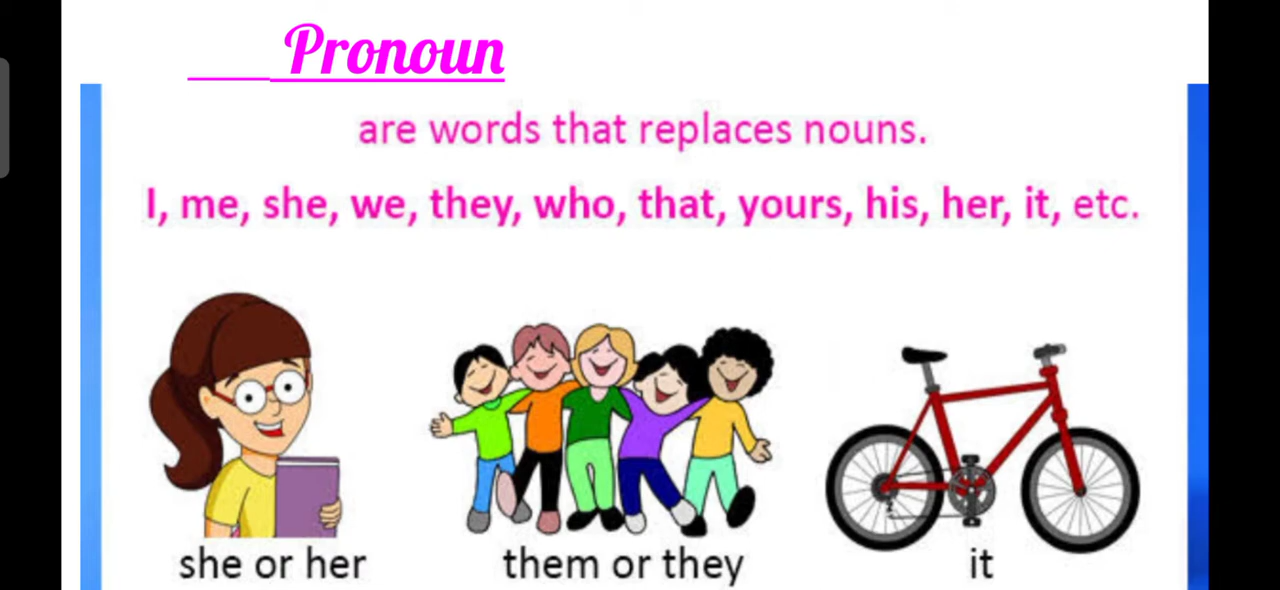 Pronoun
are words that replaces nouns.
I, me, she, we, they, who, that, yours, his, her, it, etc.
she or her
them or they
it